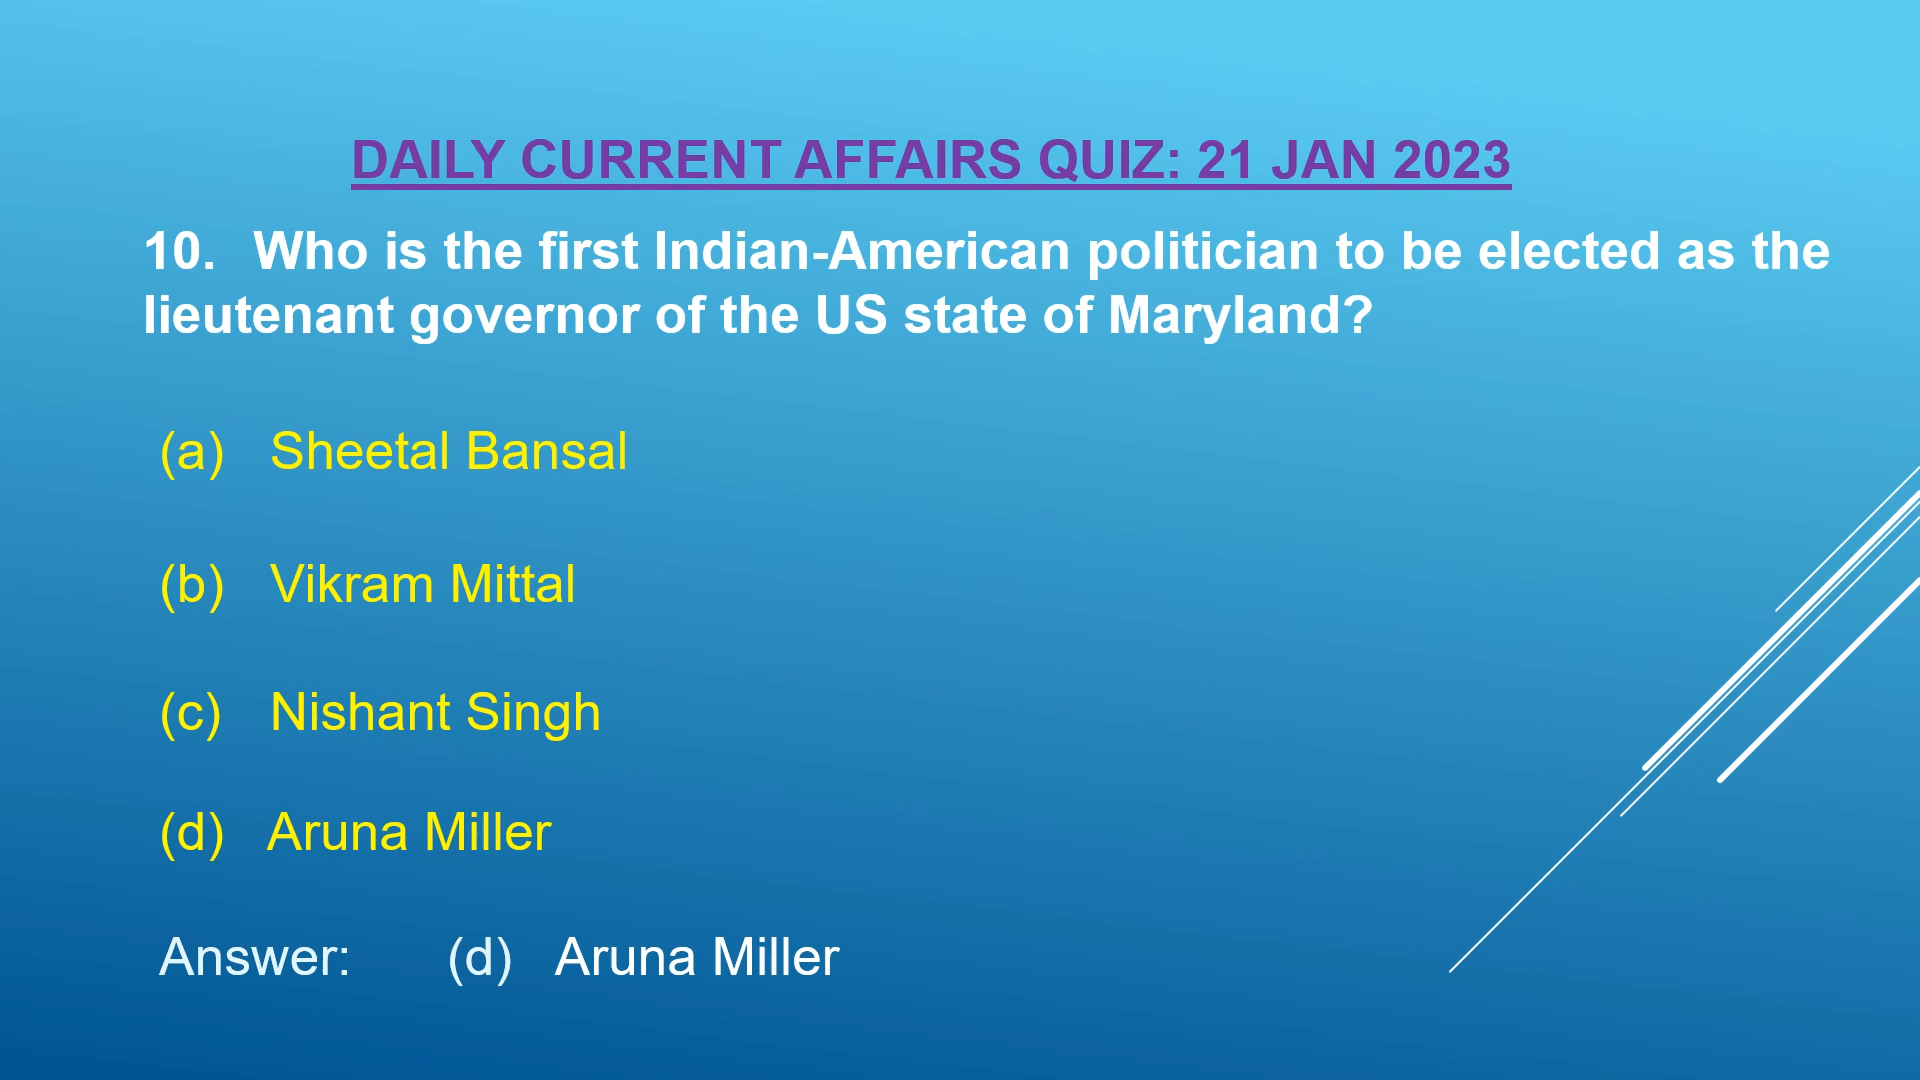 DAILY CURRENT AFFAIRS QUIZ: 21 JAN 2023
10. Who is the first Indian-American politician to be elected as the
lieutenant governor of the US state of Maryland?
(a) Sheetal Bansal
(b) Vikram Mittal
(c) Nishant Singh
(d) Aruna Miller
Answer: (d) Aruna Miller